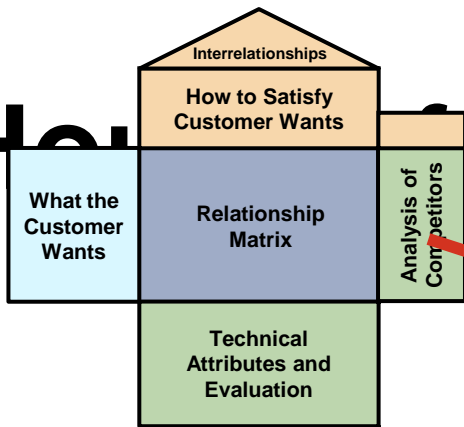 Interrelationships
How to Satisfy
Customer Wants
What the
Customer
Wants
Relationship
Matrix
Analysis of
Competitors
Technical
Attributes and
Evaluation